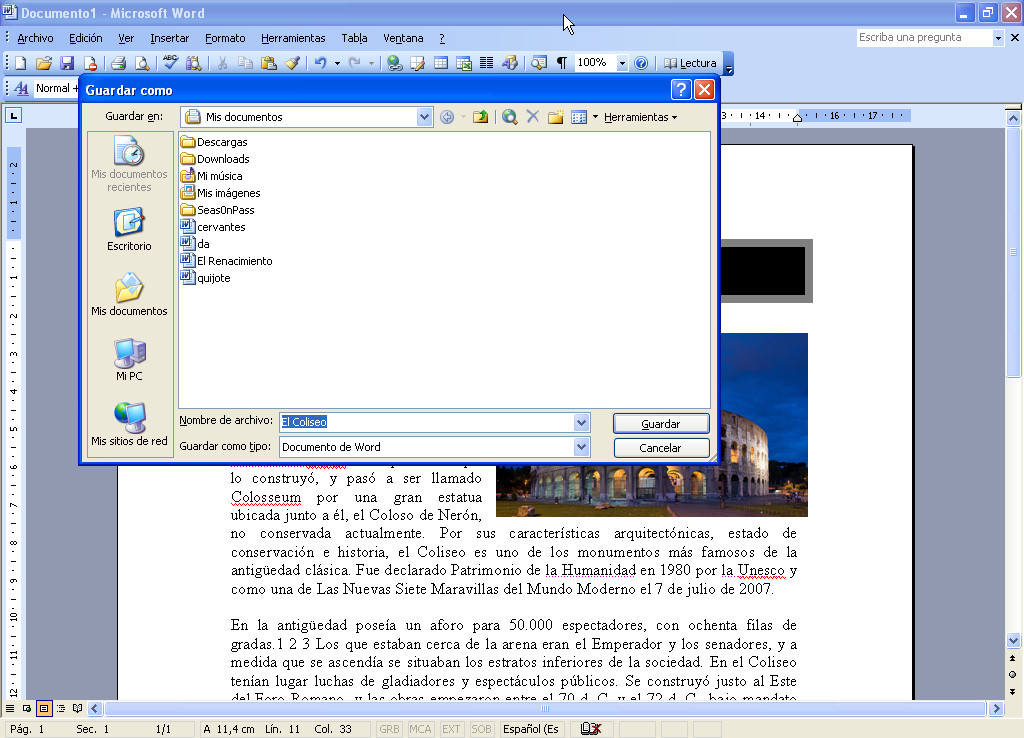 Documento1 - Microsoft Word
Archivo Edición Ver Insertar Formato Herramientas Tabla Ventana ? Escriba una pregunta
100% Lectura
Normal +
Guardar como
Guardar en: Mis documentos Herramientas
3 14 16 17
Descargas
Downloads
Mi música
Mis imágenes
Seas0nPass
cervantes
da
El Renacimiento
quijote
Mis documentos
recientes
Escritorio
Mis documentos
Mi PC
Mis sitios de red
Nombre de archivo: El Coliseo Guardar
Guardar como tipo: Documento de Word Cancelar
lo construyó, y pasó a ser llamado
Colosseum por una gran estatua
ubicada junto a él, el Coloso de Nerón,
no conservada actualmente. Por sus características arquitectónicas, estado de
conservación e historia, el Coliseo es uno de los monumentos más famosos de la
antigüedad clásica. Fue declarado Patrimonio de la Humanidad en 1980 por la Unesco y
como una de Las Nuevas Siete Maravillas del Mundo Moderno el 7 de julio de 2007.
En la antigüedad poseía un aforo para 50.000 espectadores, con ochenta filas de
gradas.1 2 3 Los que estaban cerca de la arena eran el Emperador y los senadores, y a
medida que se ascendía se situaban los estratos inferiores de la sociedad. En el Coliseo
tenían lugar luchas de gladiadores y espectáculos públicos. Se construyó justo al Este
del Foro Romano, y las obras empezaron entre el 70 d. C. y el 72 d. C., bajo mandato
Pág. 1 Sec. 1 1/1 A 11,4 cm Lín. 11 Col. 33 GRB MCA EXT SOB Español (Es